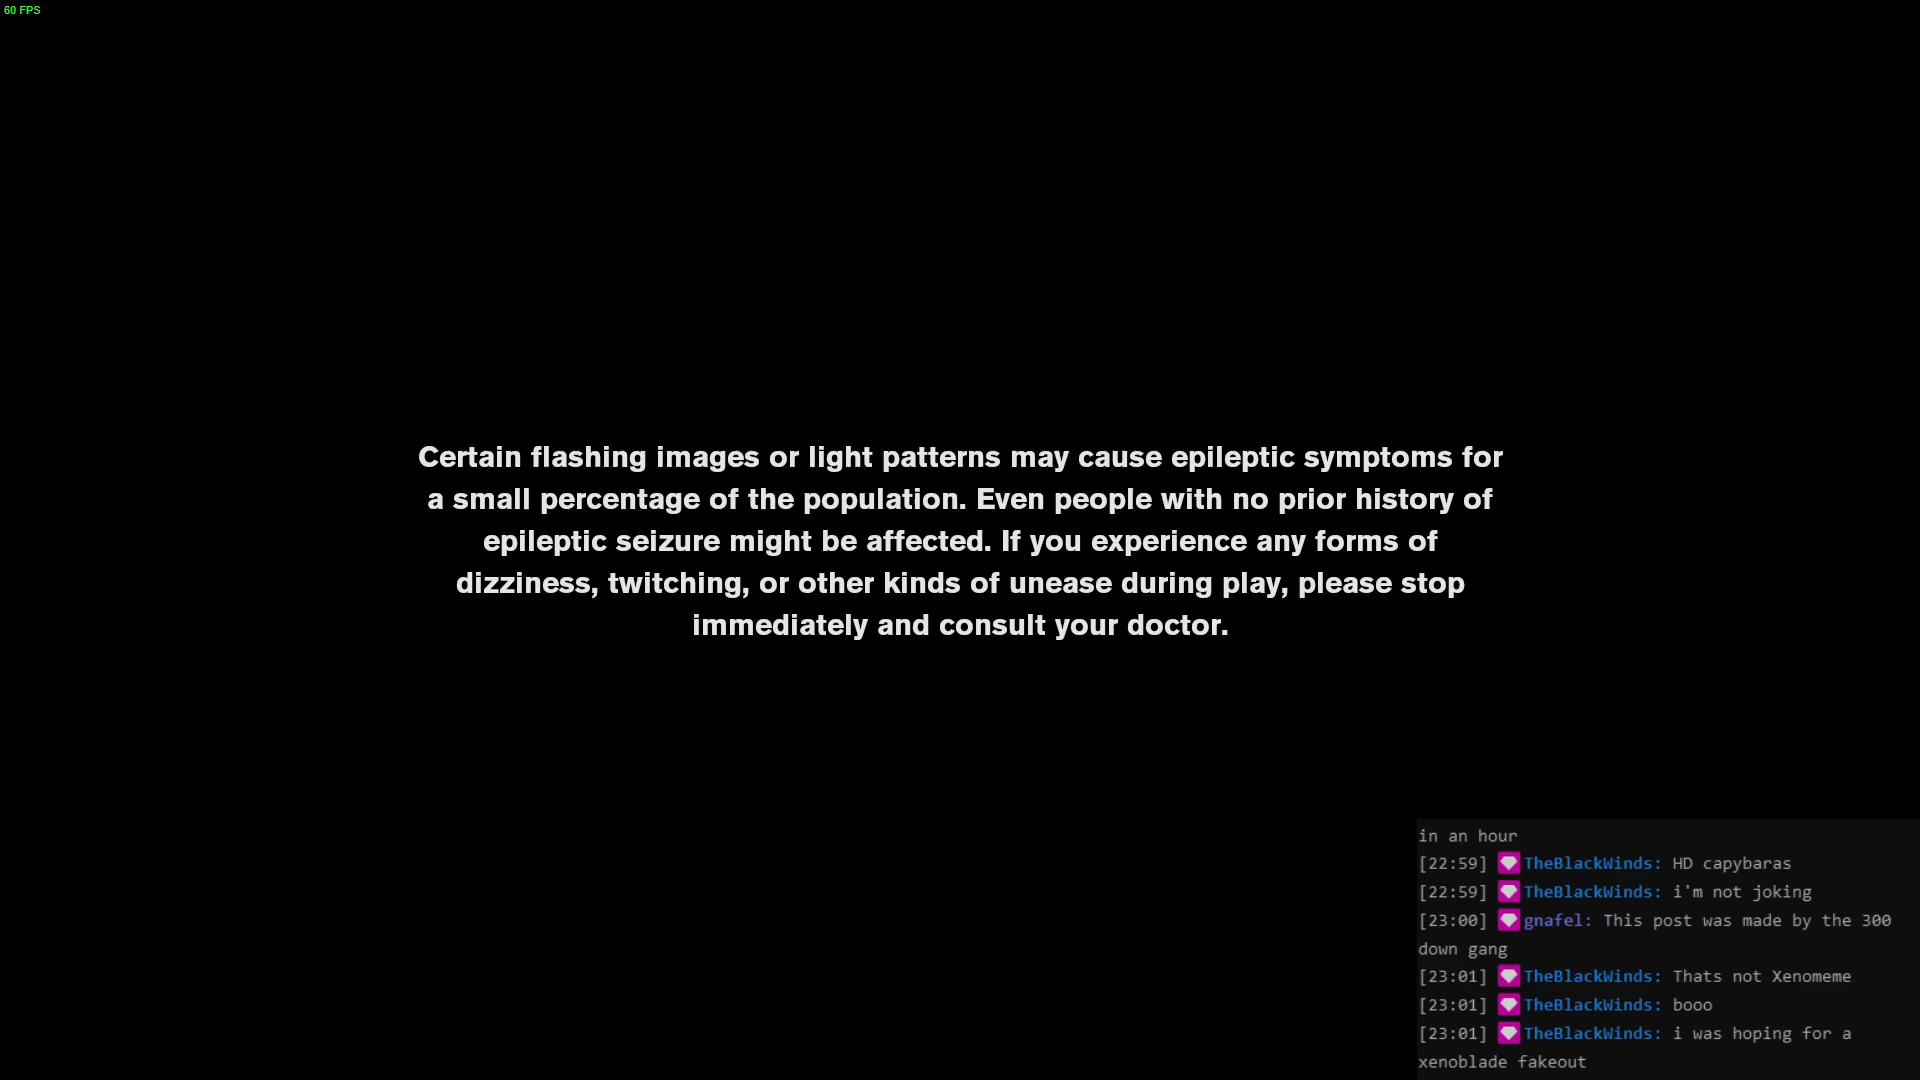 60 FPS
Certain flashing images or light patterns may cause epileptic symptoms for
a small percentage of the population. Even people with no prior history of
epileptic seizure might be affected. If you experience any forms of
dizziness, twitching, or other kinds of unease during play, please stop
immediately and consult your doctor.
in an hour
[22:59] TheBlackWinds: HD capybaras
[22:59] TheBlackWinds: i'm not joking
[23:00] gnafel: This post was made by the 300
down gang
[23:01] TheBlackWinds: Thats not Xenomeme
[23:01] TheBlackWinds: booo
[23:01] TheBlackWinds: i was hoping for a
xenoblade fakeout